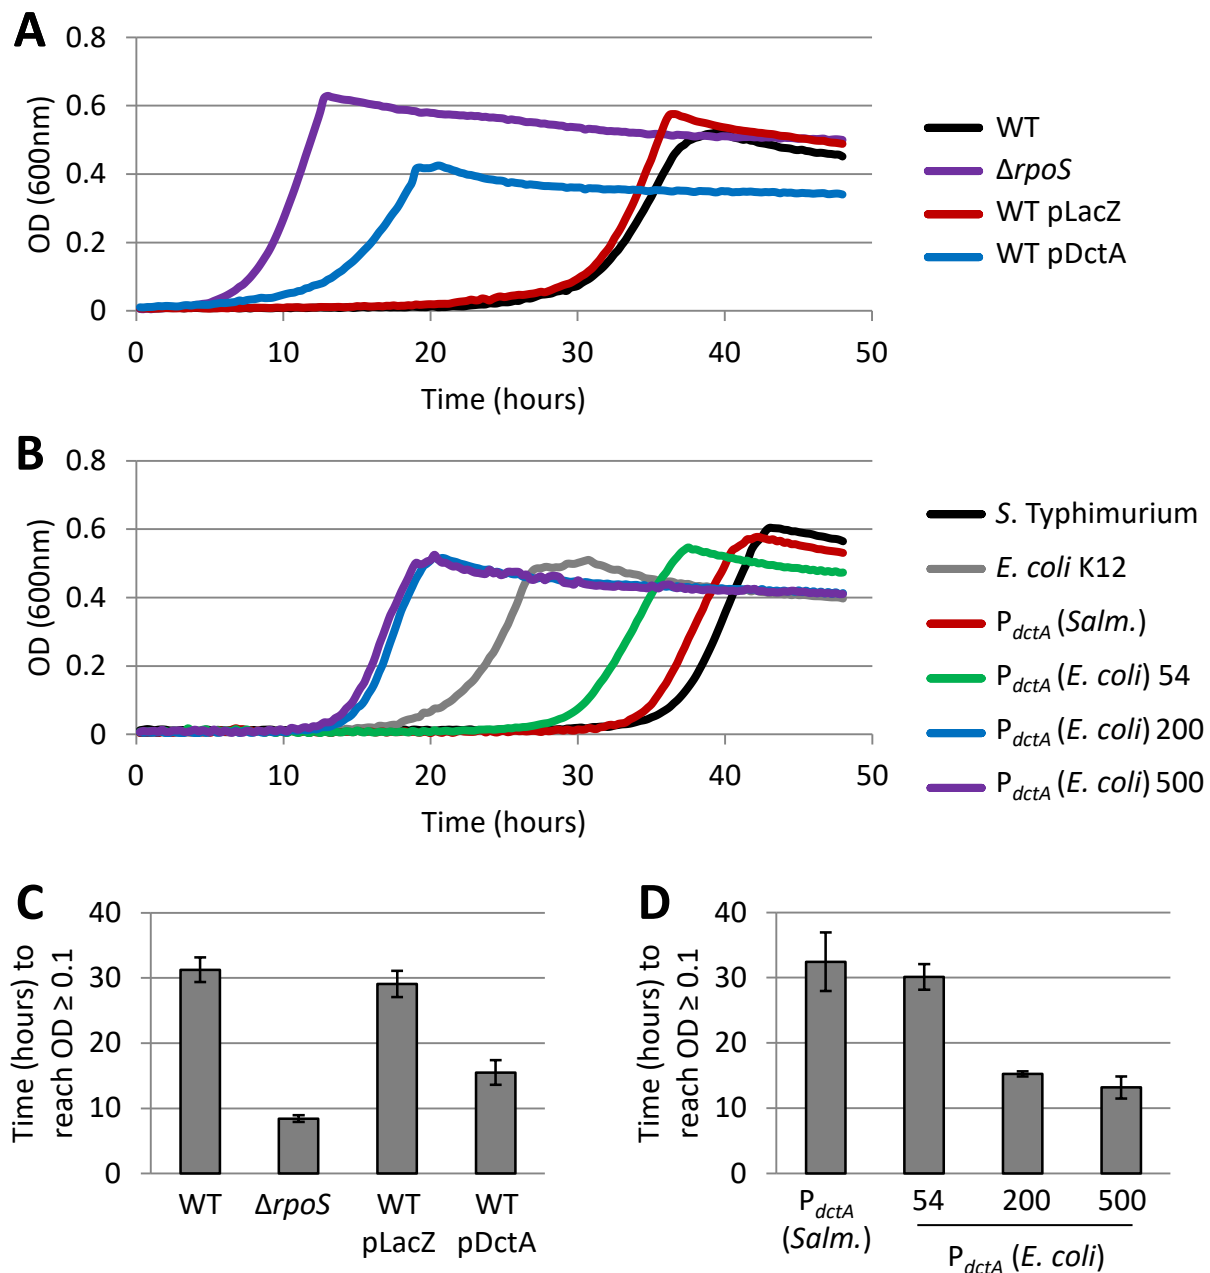 A
OD (600nm)
0.8
0.6
0.4
0.2
0
0 10 20 30 40 50
Time (hours)
WT
ΔrpoS
WT pLacZ
WT pDctA
B
OD (600nm)
0.8
0.6
0.4
0.2
0
0 10 20 30 40 50
Time (hours)
S. Typhimurium
E. coli K12
PdctA (Salm.)
PdctA (E. coli) 54
PdctA (E. coli) 200
PdctA (E. coli) 500
C
Time (hours) to
reach OD ≥ 0.1
40
30
20
10
0
WT ΔrpoS WT WT
pLacZ pDctA
D
Time (hours) to
reach OD ≥ 0.1
40
30
20
10
0
PdctA 54 200 500
(Salm.)
PdctA (E. coli)